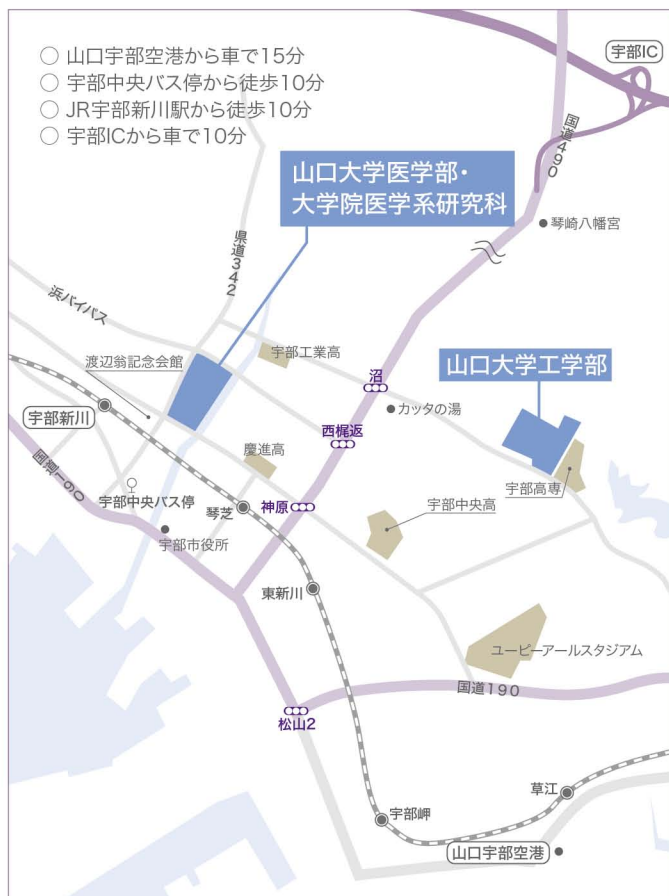 ○ 山口宇部空港から車で15分
○ 宇部中央バス停から徒歩10分
○ JR宇部新川駅から徒歩10分
○ 宇部ICから車で10分
宇部IC
国道490
山口大学医学部・
大学院医学系研究科
琴崎八幡宮
県道342
浜バイパス
渡辺翁記念会館
宇部工業高
沼
山口大学工学部
カッタの湯
宇部新川
西梶返
慶進高
国道190
宇部中央バス停
琴芝
神原
宇部中央高
宇部高専
宇部市役所
東新川
ユーピーアールスタジアム
国道190
松山2
草江
宇部岬
山口宇部空港